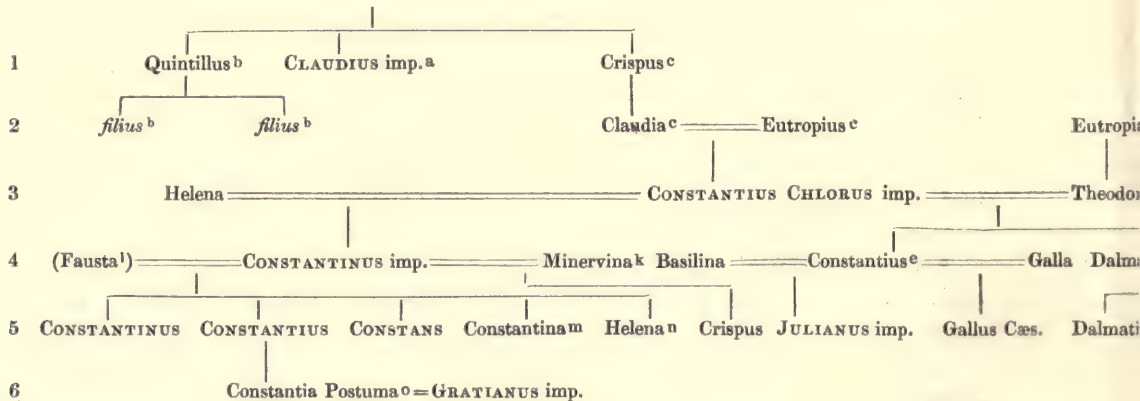 1 Quintillus b CLAUDIUS imp. a Crispus c
2 filius b filius b Claudia c Eutropius c Eutropia
3 Helena CONSTANTIUS CHLORUS imp. Theodor
4 (Fausta l) CONSTANTINUS imp. Minervina k Basilina Constantius e Galla Dalma
5 CONSTANTINUS CONSTANTIUS CONSTANS Constantina m Helena n Crispus JULIANUS imp. Gallus Cæs. Dalmati
6 Constantia Postuma o = GRATIANUS imp.